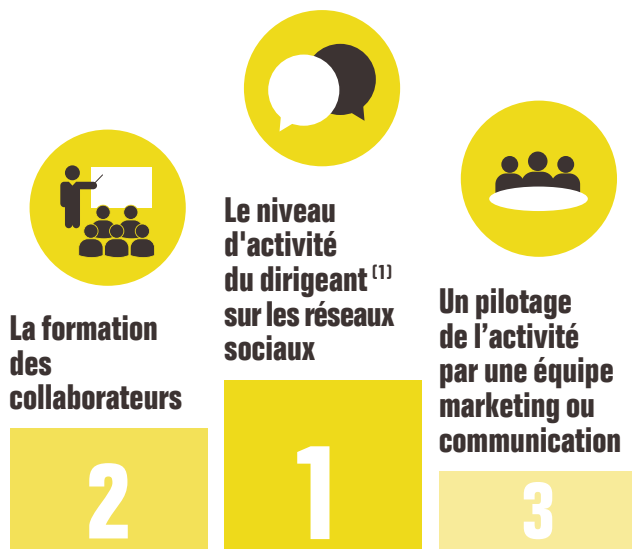 La formation
des
collaborateurs
2
Le niveau
d'activité
du dirigeant (1)
sur les réseaux
sociaux
1
Un pilotage
de l’activité
par une équipe
marketing ou
communication
3